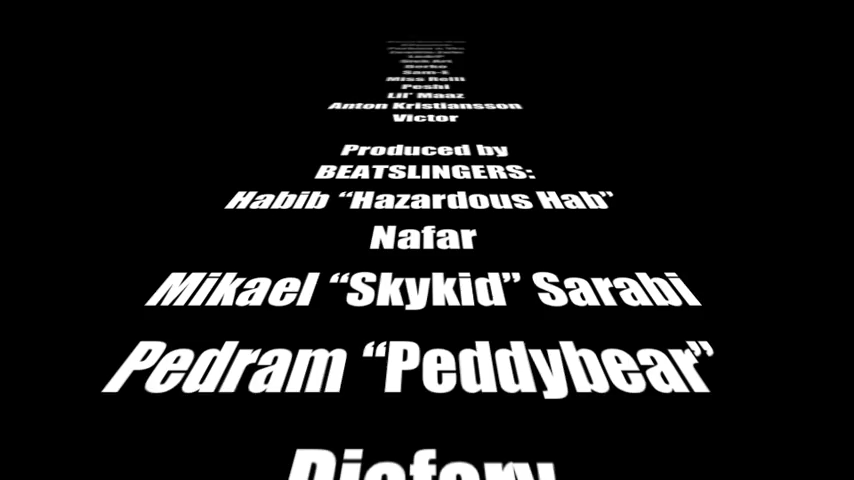 Sam-E
Miss Reili
Peshi
Lil' Maaz
Anton Kristiansson
Victor
Produced by
BEATSLINGERS:
Habib “Hazardous Hab”
Nafar
Mikael “Skykid” Sarabi
Pedram “Peddybear”